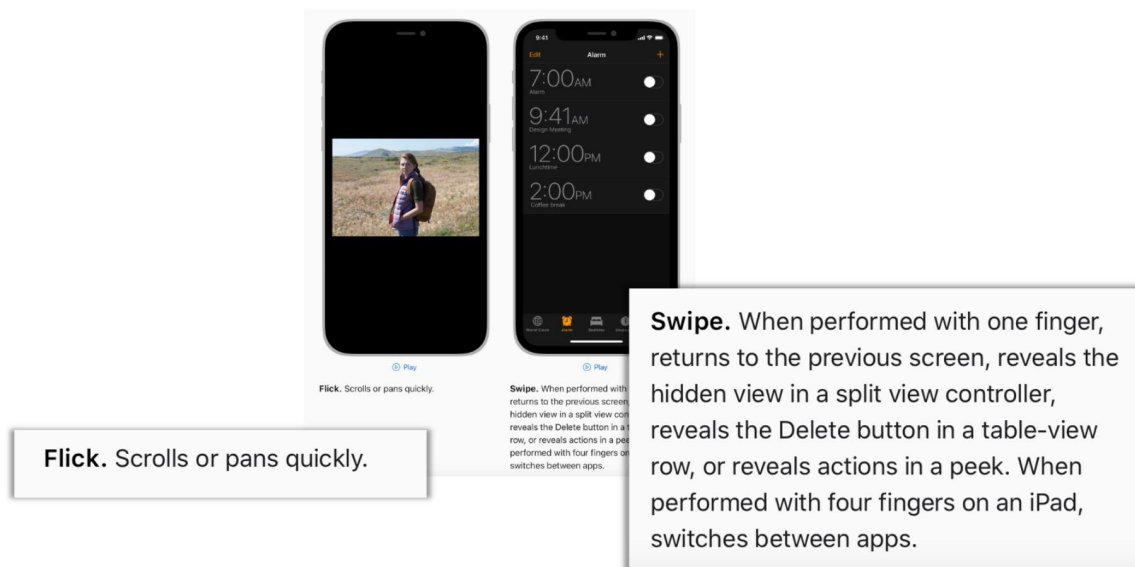 9:41
Edit Alarm +
7:00AM
Alarm
9:41AM
Design Meeting
12:00PM
Lunchtime
2:00PM
Coffee break
World Clock Alarm Bedtime
Play
Play
Flick. Scrolls or pans quickly.
Swipe. When performed with
returns to the previous screen,
hidden view in a split view con
reveals the Delete button in a t
row, or reveals actions in a pee
performed with four fingers on
switches between apps.
Flick. Scrolls or pans quickly.
Swipe. When performed with one finger,
returns to the previous screen, reveals the
hidden view in a split view controller,
reveals the Delete button in a table-view
row, or reveals actions in a peek. When
performed with four fingers on an iPad,
switches between apps.